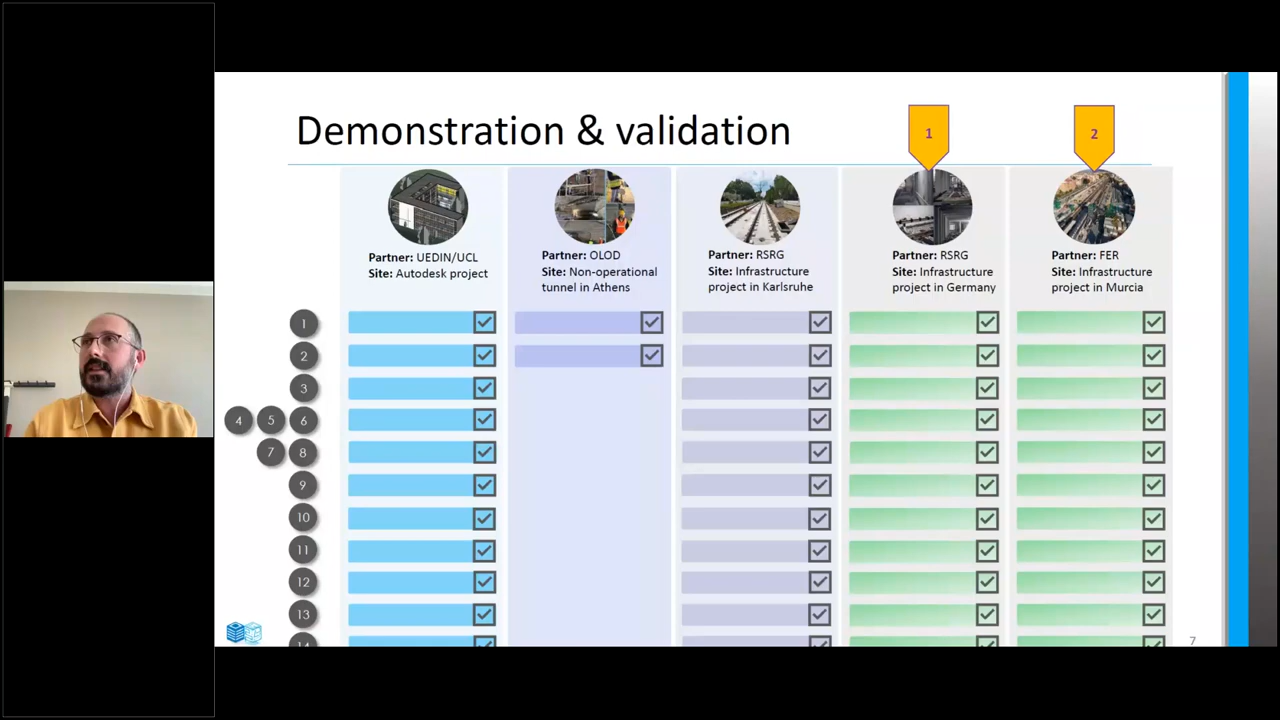 Demonstration & validation
1
2
Partner: UEDIN/UCL
Site: Autodesk project
Partner: OLOD
Site: Non-operational
tunnel in Athens
Partner: RSRG
Site: Infrastructure
project in Karlsruhe
Partner: RSRG
Site: Infrastructure
project in Germany
Partner: FER
Site: Infrastructure
project in Murcia
1
2
3
4 5 6
7 8
9
10
11
12
13
14
7